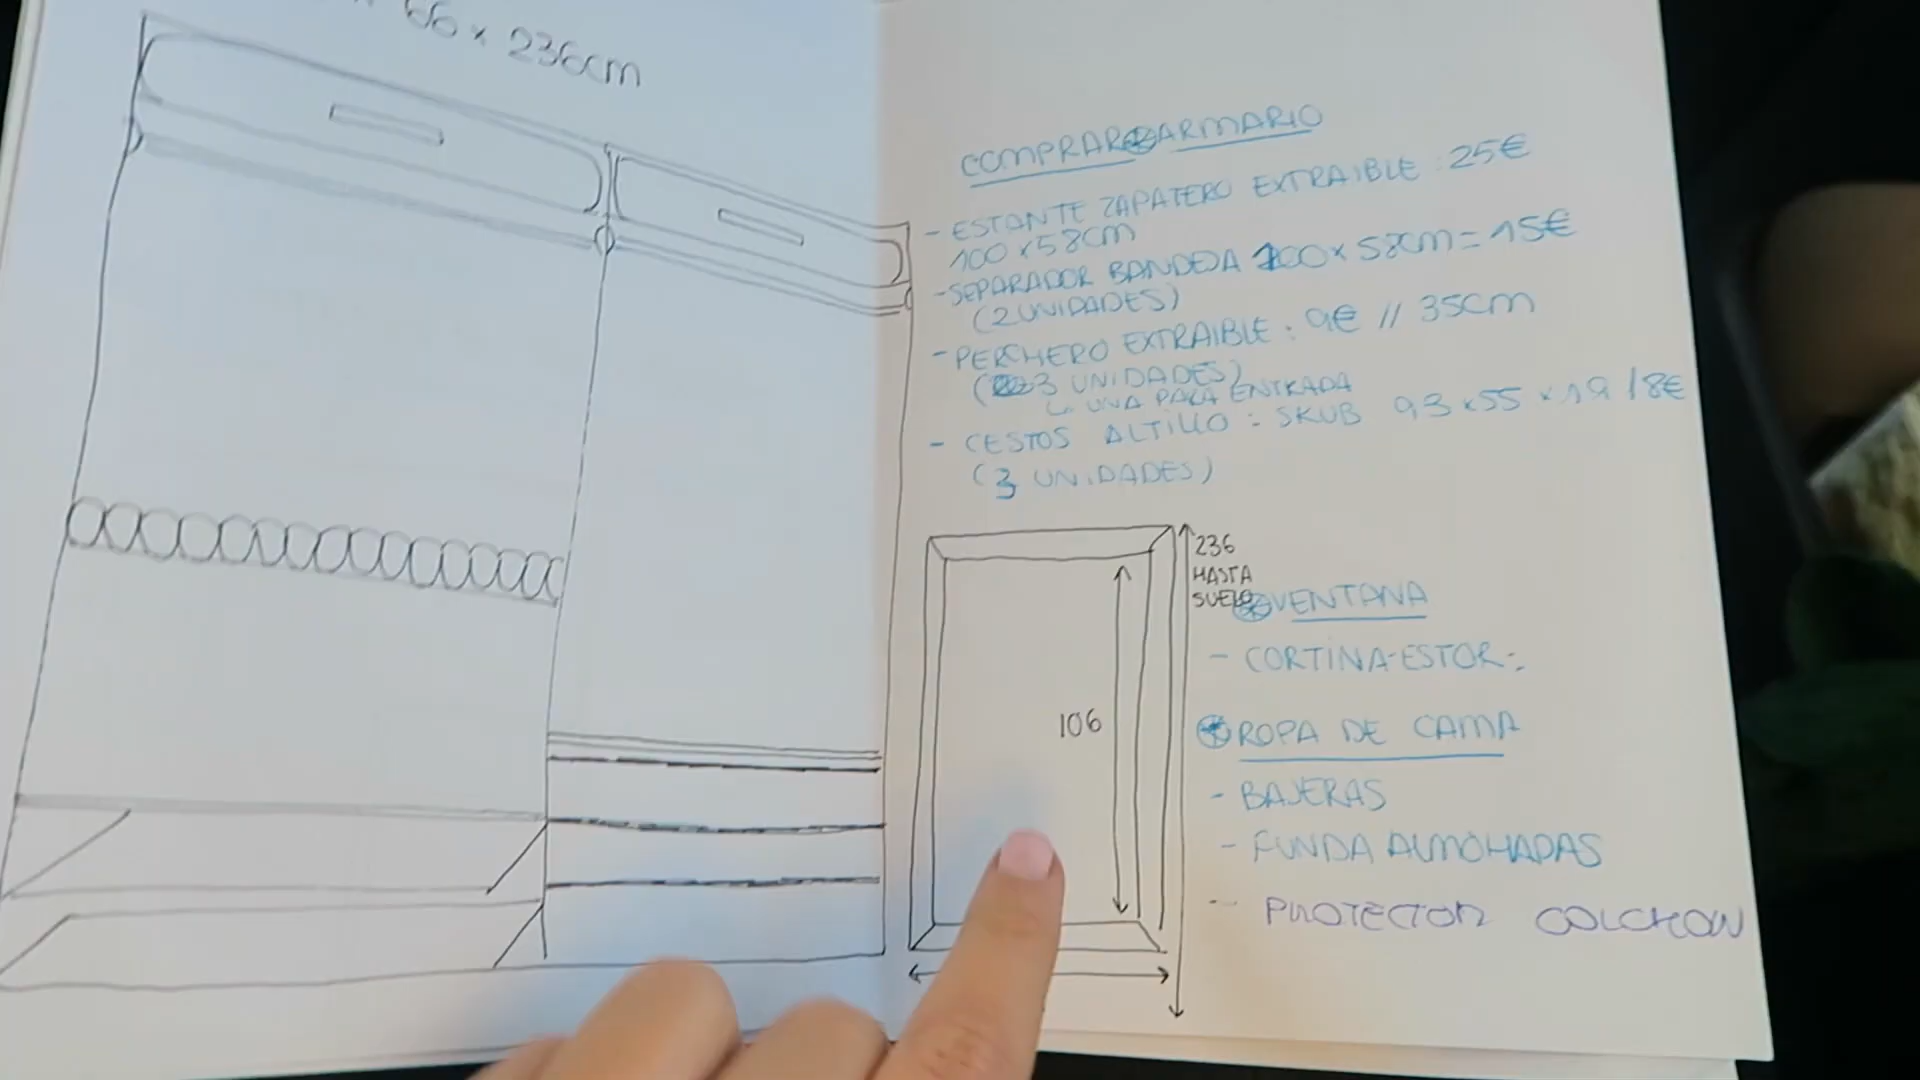 66 x 236cm
COMPRAR ARMARIO
- ESTANTE ZAPATERO EXTRAIBLE : 25€
100 x 58cm
- SEPARADOR BANDEJA 100 x 58cm = 15€
(2 UNIDADES)
- PERCHERO EXTRAIBLE : 9€ // 35cm
(3 UNIDADES)
↳ UNA PARA ENTRADA
- CESTOS ALTILLO : SKUB 93 x 55 x 19 / 8€
(3 UNIDADES)
236
HASTA
SUELO
106
VENTANA
- CORTINA-ESTOR -:
ROPA DE CAMA
- BAJERAS
- FUNDA ALMOHADAS
- PROTECTOR COLCHON